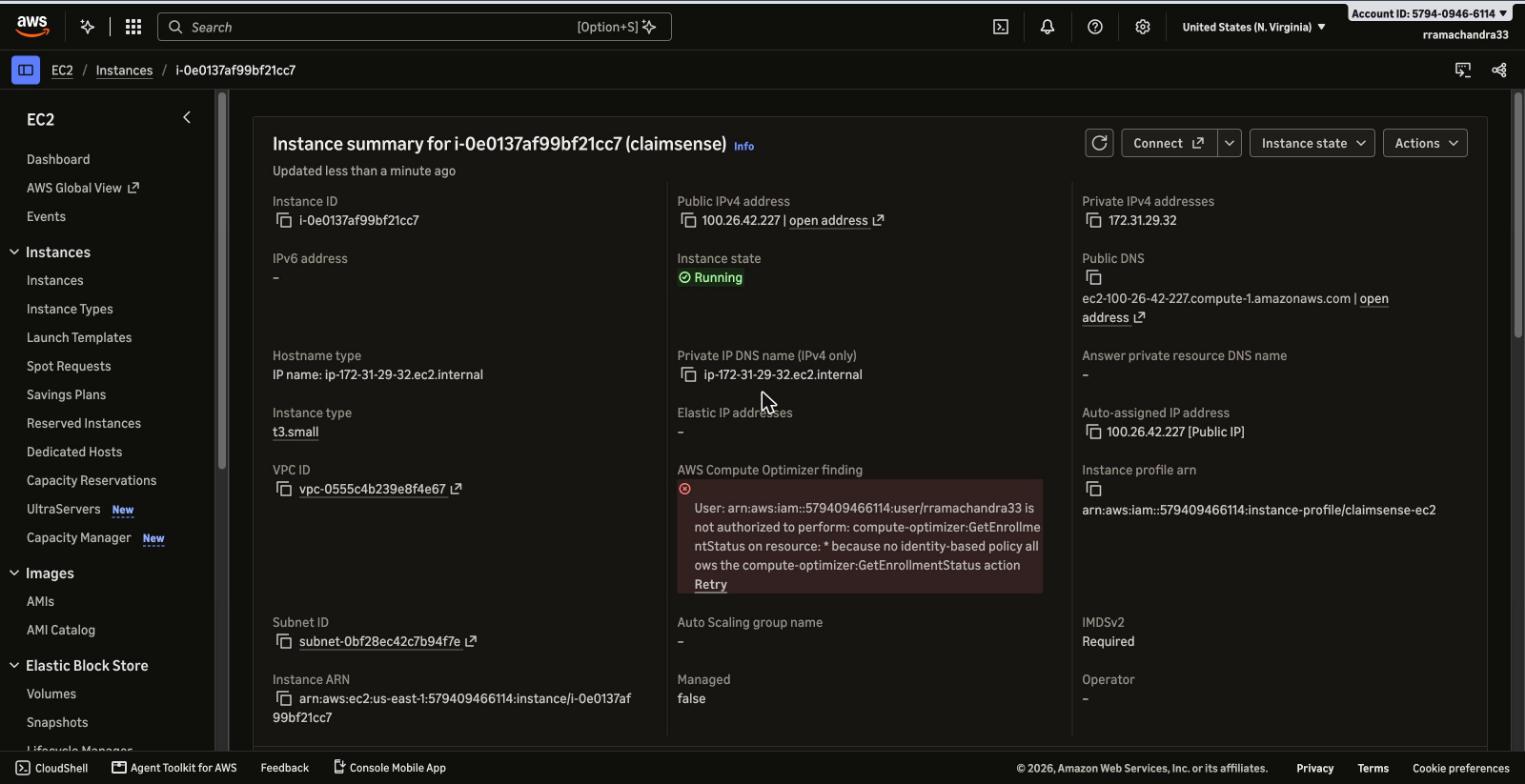 aws
Search
[Option+S]
United States (N. Virginia)
Account ID: 5794-0946-6114
rramachandra33
EC2 / Instances / i-0e0137af99bf21cc7
EC2
Dashboard
AWS Global View
Events
Instances
Instances
Instance Types
Launch Templates
Spot Requests
Savings Plans
Reserved Instances
Dedicated Hosts
Capacity Reservations
UltraServers New
Capacity Manager New
Images
AMIs
AMI Catalog
Elastic Block Store
Volumes
Snapshots
Lifecycle Manager
Instance summary for i-0e0137af99bf21cc7 (claimsense) Info
Connect
Instance state
Actions
Updated less than a minute ago
Instance ID
i-0e0137af99bf21cc7
Public IPv4 address
100.26.42.227 | open address
Private IPv4 addresses
172.31.29.32
IPv6 address
–
Instance state
Running
Public DNS
ec2-100-26-42-227.compute-1.amazonaws.com | open
address
Hostname type
IP name: ip-172-31-29-32.ec2.internal
Private IP DNS name (IPv4 only)
ip-172-31-29-32.ec2.internal
Answer private resource DNS name
–
Instance type
t3.small
Elastic IP addresses
–
Auto-assigned IP address
100.26.42.227 [Public IP]
VPC ID
vpc-0555c4b239e8f4e67
AWS Compute Optimizer finding
User: arn:aws:iam::579409466114:user/rramachandra33 is
not authorized to perform: compute-optimizer:GetEnrollme
ntStatus on resource: * because no identity-based policy all
ows the compute-optimizer:GetEnrollmentStatus action
Retry
Instance profile arn
arn:aws:iam::579409466114:instance-profile/claimsense-ec2
Subnet ID
subnet-0bf28ec42c7b94f7e
Auto Scaling group name
–
IMDSv2
Required
Instance ARN
arn:aws:ec2:us-east-1:579409466114:instance/i-0e0137af
99bf21cc7
Managed
false
Operator
–
CloudShell
Agent Toolkit for AWS
Feedback
Console Mobile App
© 2026, Amazon Web Services, Inc. or its affiliates.
Privacy
Terms
Cookie preferences